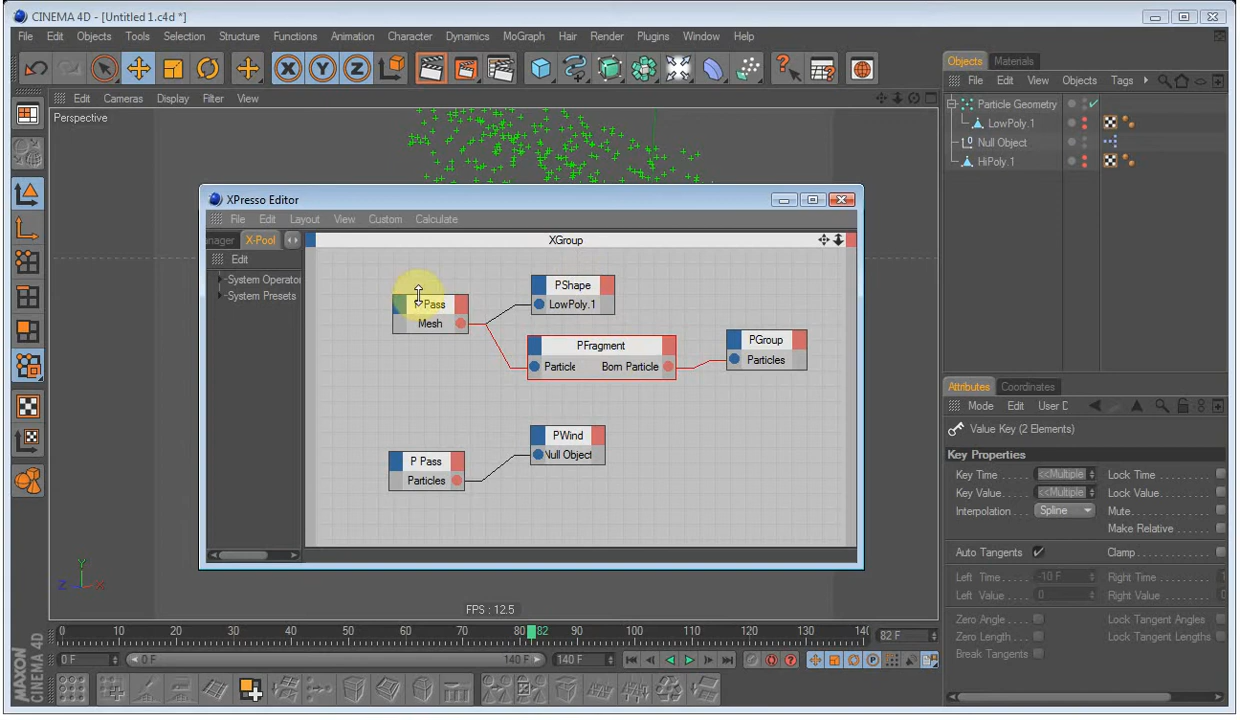 CINEMA 4D - [Untitled 1.c4d *]
File Edit Objects Tools Selection Structure Functions Animation Character Dynamics MoGraph Hair Render Plugins Window Help
Objects Materials
File Edit View Objects Tags
Edit Cameras Display Filter View
Perspective
Particle Geometry
LowPoly.1
Null Object
HiPoly.1
XPresso Editor
File Edit Layout View Custom Calculate
anager X-Pool
XGroup
Edit
System Operato
System Presets
P Pass
Mesh
PShape
LowPoly.1
PFragment
Particle Born Particle
PGroup
Particles
PWind
Null Object
P Pass
Particles
Attributes Coordinates
Mode Edit User D
Value Key (2 Elements)
Key Properties
Key Time <<Multiple Lock Time
Key Value <<Multiple Lock Value
Interpolation Spline Mute
Make Relative
Auto Tangents Clamp
Left Time -10 F Right Time
Left Value 0 Right Value
Zero Angle Lock Tangent Angles
Zero Length Lock Tangent Lengths
Break Tangents
FPS : 12.5
0 10 20 30 40 50 60 70 80 82 90 100 110 120 130 14 82 F
0 F 0 F 140 F 140 F
MAXON
CINEMA 4D